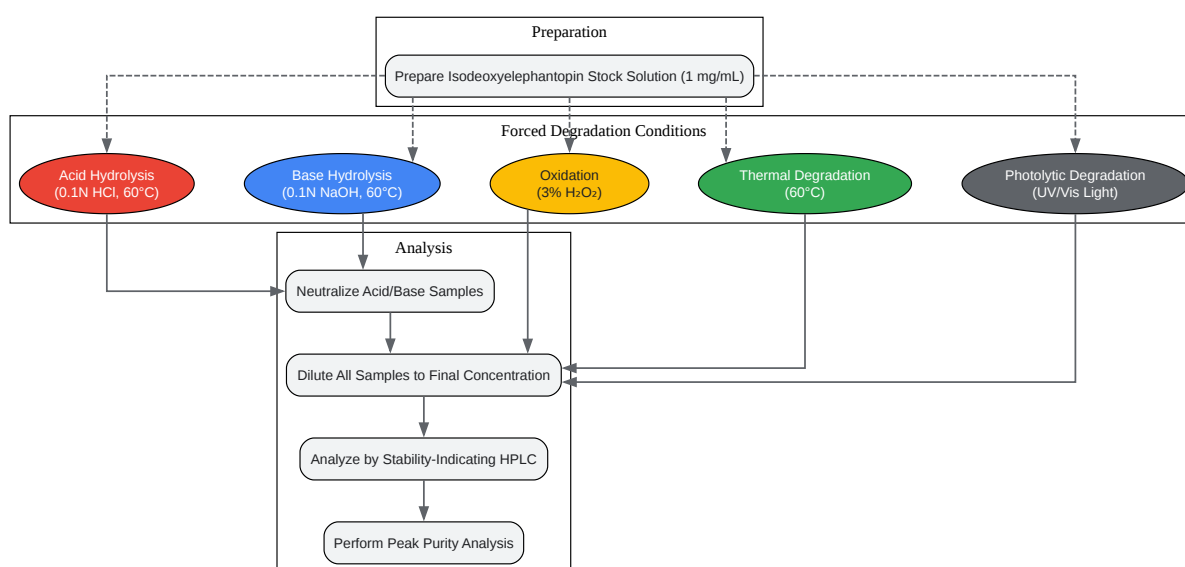 Preparation
Prepare Isodeoxyelephantopin Stock Solution (1 mg/mL)
Forced Degradation Conditions
Acid Hydrolysis
(0.1N HCl, 60°C)
Base Hydrolysis
(0.1N NaOH, 60°C)
Oxidation
(3% H₂O₂)
Thermal Degradation
(60°C)
Photolytic Degradation
(UV/Vis Light)
Analysis
Neutralize Acid/Base Samples
Dilute All Samples to Final Concentration
Analyze by Stability-Indicating HPLC
Perform Peak Purity Analysis